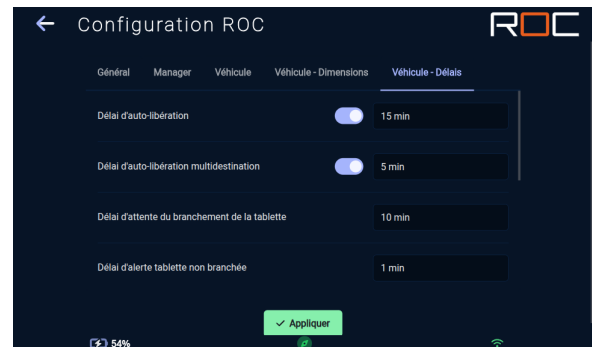 Configuration ROC
ROC
Général Manager Véhicule Véhicule - Dimensions Véhicule - Délais
Délai d'auto-libération 15 min
Délai d'auto-libération multidestination 5 min
Délai d'attente du branchement de la tablette 10 min
Délai d'alerte tablette non branchée 1 min
Appliquer
54%